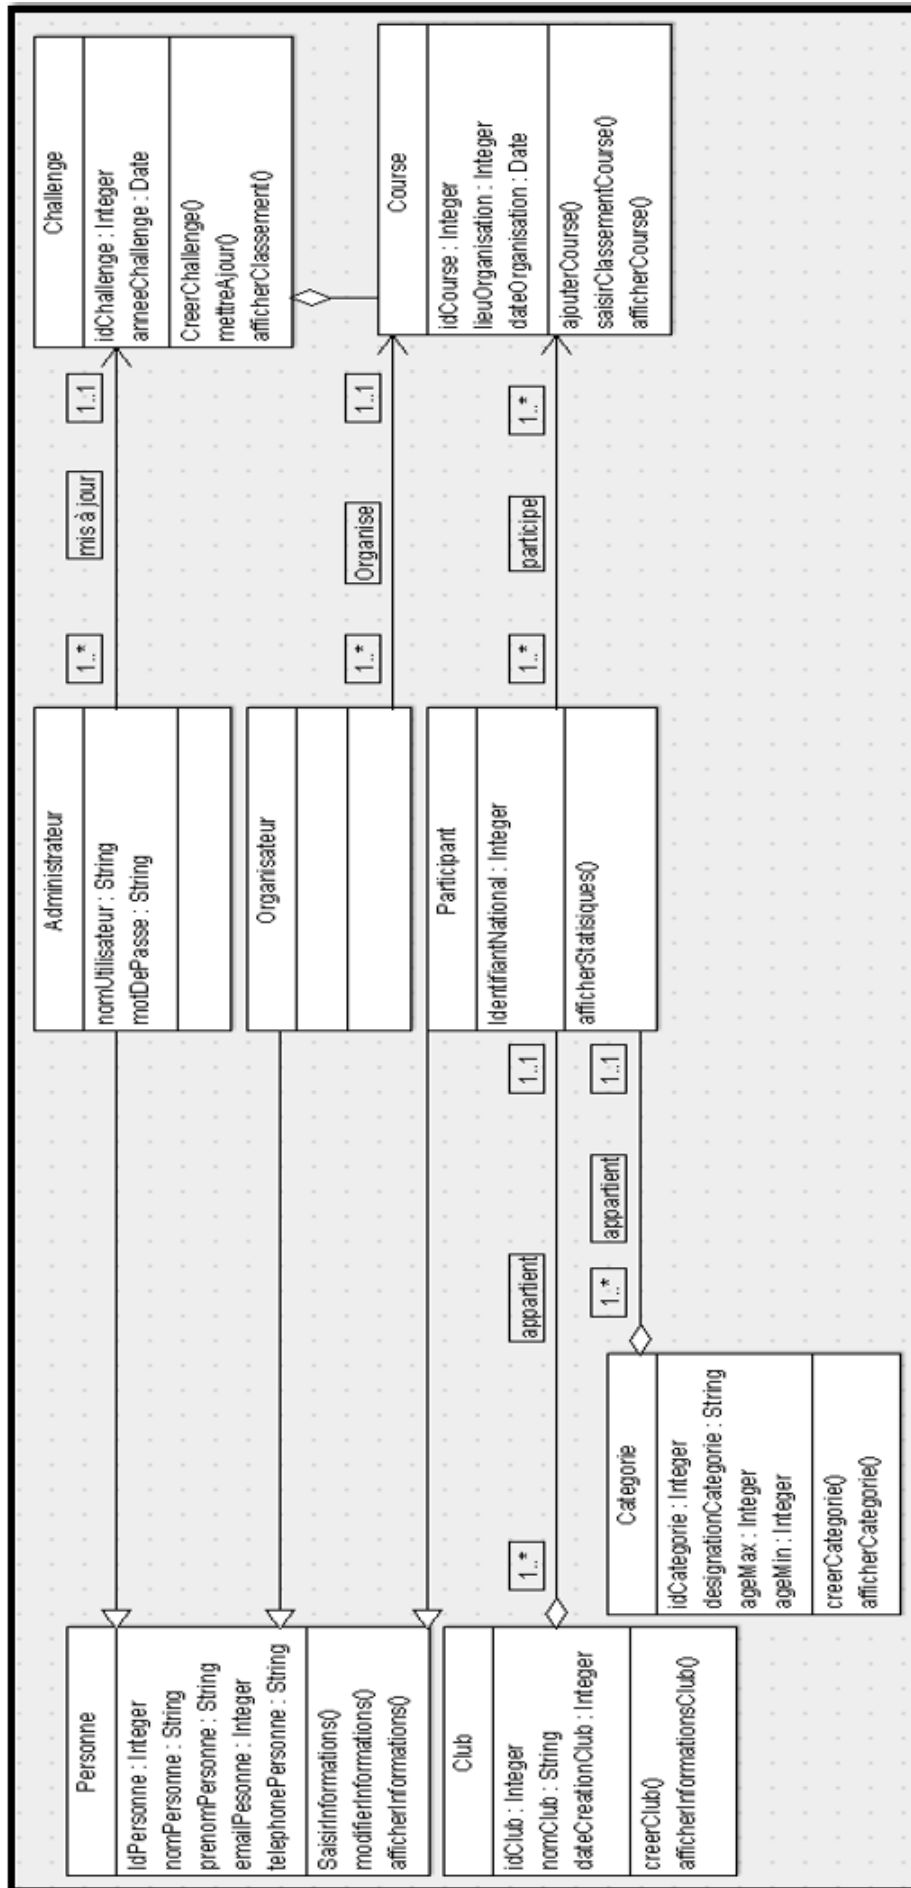 Personne
IdPersonne : Integer
nomPersonne : String
prenomPersonne : String
emailPesonne : Integer
telephonePersonne : String
SaisirInformations()
modifierInformations()
afficherInformations()
Administrateur
nomUtilisateur : String
motDePasse : String
1..*
mis à jour
1..1
Challenge
idChallenge : Integer
anneeChallenge : Date
CreerChallenge()
mettreAjour()
afficherClassement()
Organisateur
1..*
Organise
1..1
Course
idCourse : Integer
lieuOrganisation : Integer
dateOrganisation : Date
ajouterCourse()
saisirClassementCourse()
afficherCourse()
Participant
IdentifiantNational : Integer
afficherStatisiques()
1..*
participe
1..*
Club
idClub : Integer
nomClub : String
dateCreationClub : Integer
creerClub()
afficherInformationsClub()
1..*
appartient
1..1
Categorie
idCategorie : Integer
designationCategorie : String
ageMax : Integer
ageMin : Integer
creerCategorie()
afficherCategorie()
1..*
appartient
1..1